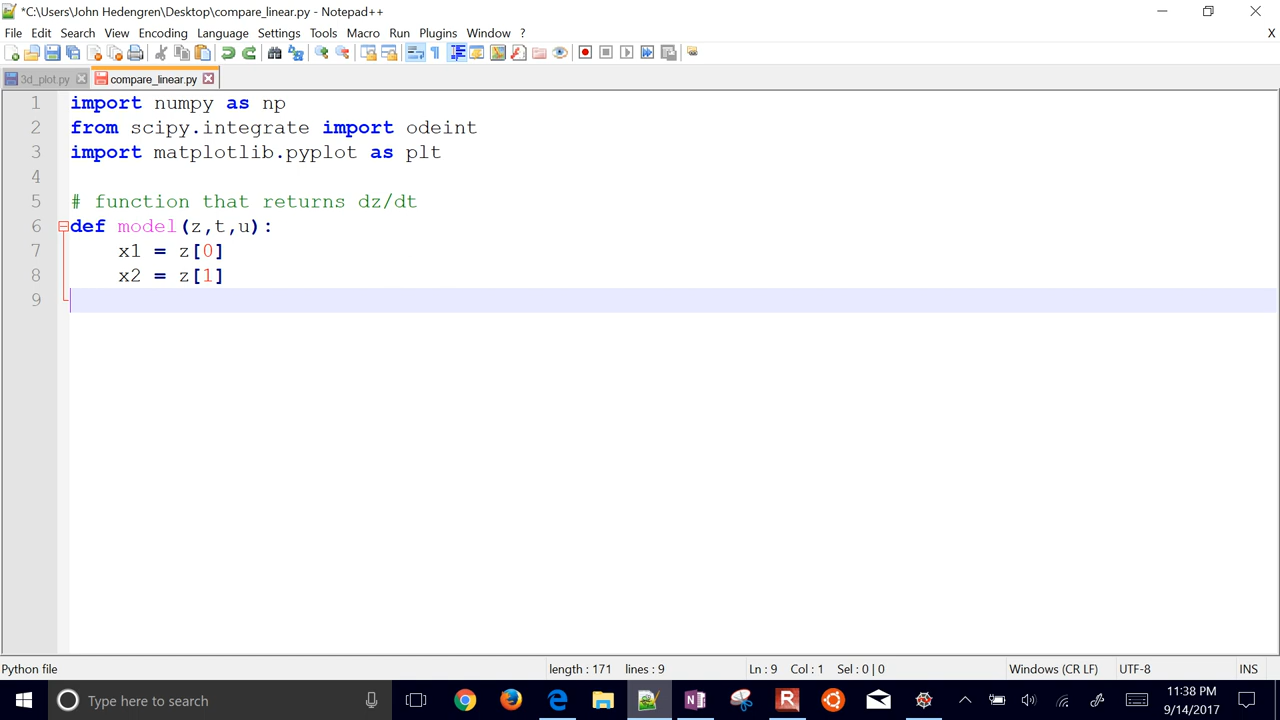 *C:\Users\John Hedengren\Desktop\compare_linear.py - Notepad++
File Edit Search View Encoding Language Settings Tools Macro Run Plugins Window ? X
3d_plot.py compare_linear.py
1 import numpy as np
2 from scipy.integrate import odeint
3 import matplotlib.pyplot as plt
4
5 # function that returns dz/dt
6 def model(z,t,u):
7 x1 = z[0]
8 x2 = z[1]
9
Python file length : 171 lines : 9 Ln : 9 Col : 1 Sel : 0 | 0 Windows (CR LF) UTF-8 INS
Type here to search 11:38 PM
9/14/2017